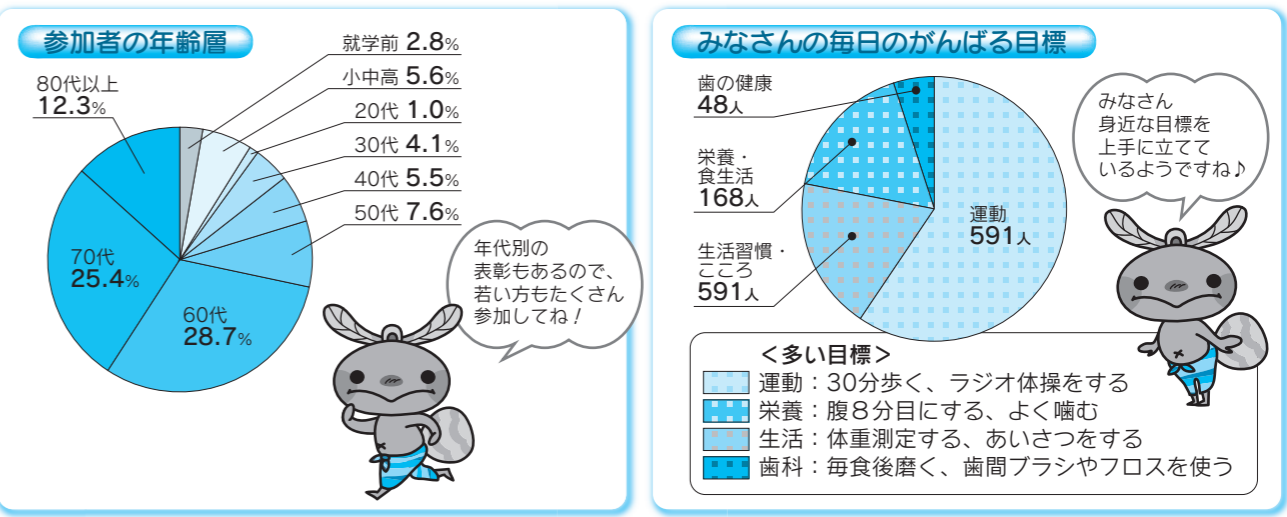 参加者の年齢層
就学前 2.8%
小中高 5.6%
20代 1.0%
30代 4.1%
40代 5.5%
50代 7.6%
80代以上
12.3%
70代
25.4%
60代
28.7%
年代別の
表彰もあるので、
若い方もたくさん
参加してね！
みなさんの毎日のがんばる目標
歯の健康
48人
栄養・
食生活
168人
生活習慣・
こころ
591人
運動
591人
みなさん
身近な目標を
上手に立てて
いるようですね♪
＜多い目標＞
運動：30分歩く、ラジオ体操をする
栄養：腹８分目にする、よく噛む
生活：体重測定する、あいさつをする
歯科：毎食後磨く、歯間ブラシやフロスを使う